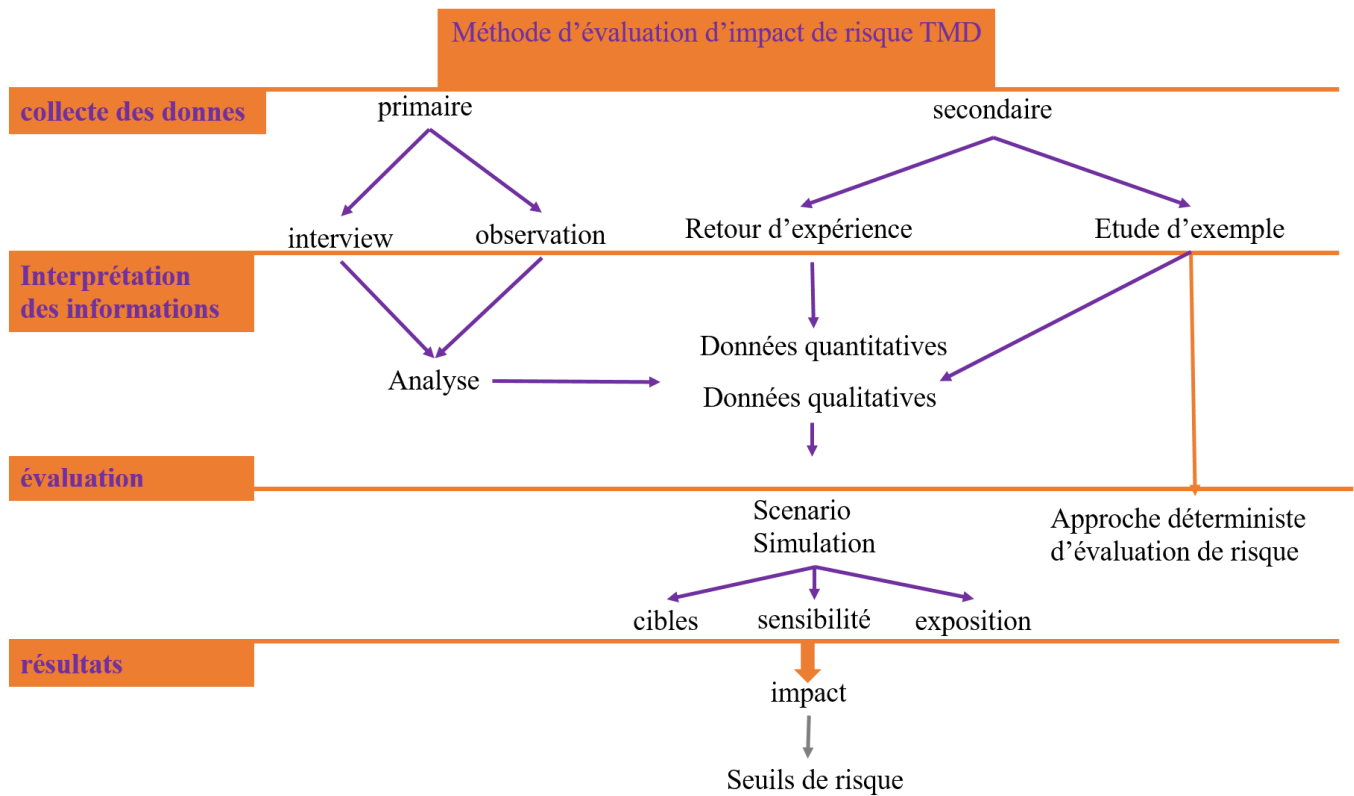 Méthode d’évaluation d’impact de risque TMD
collecte des donnes
primaire
secondaire
interview
observation
Retour d’expérience
Etude d’exemple
Interprétation
des informations
Données quantitatives
Analyse
Données qualitatives
évaluation
Scenario
Simulation
Approche déterministe
d’évaluation de risque
cibles
sensibilité
exposition
résultats
impact
Seuils de risque